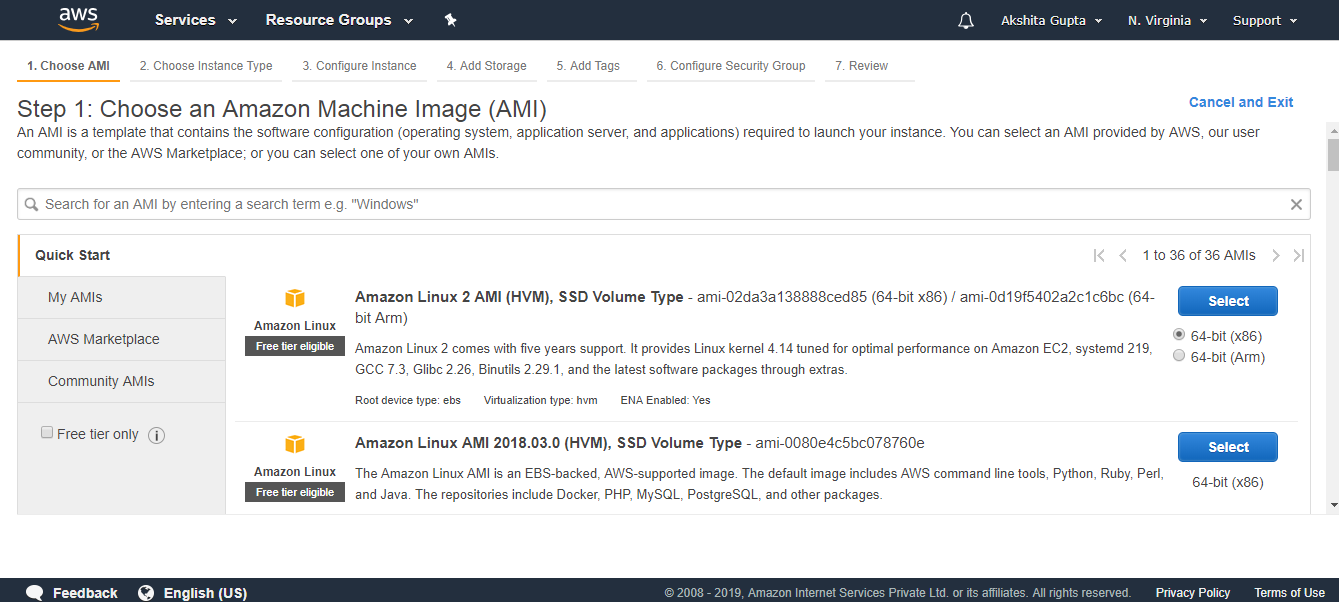 aws Services Resource Groups Akshita Gupta N. Virginia Support
1. Choose AMI 2. Choose Instance Type 3. Configure Instance 4. Add Storage 5. Add Tags 6. Configure Security Group 7. Review
Step 1: Choose an Amazon Machine Image (AMI)
Cancel and Exit
An AMI is a template that contains the software configuration (operating system, application server, and applications) required to launch your instance. You can select an AMI provided by AWS, our user
community, or the AWS Marketplace; or you can select one of your own AMIs.
Search for an AMI by entering a search term e.g. "Windows"
Quick Start
1 to 36 of 36 AMIs
My AMIs
AWS Marketplace
Community AMIs
Free tier only
Amazon Linux
Free tier eligible
Amazon Linux 2 AMI (HVM), SSD Volume Type - ami-02da3a138888ced85 (64-bit x86) / ami-0d19f5402a2c1c6bc (64-
bit Arm)
Amazon Linux 2 comes with five years support. It provides Linux kernel 4.14 tuned for optimal performance on Amazon EC2, systemd 219,
GCC 7.3, Glibc 2.26, Binutils 2.29.1, and the latest software packages through extras.
Root device type: ebs Virtualization type: hvm ENA Enabled: Yes
Select
64-bit (x86)
64-bit (Arm)
Amazon Linux
Free tier eligible
Amazon Linux AMI 2018.03.0 (HVM), SSD Volume Type - ami-0080e4c5bc078760e
The Amazon Linux AMI is an EBS-backed, AWS-supported image. The default image includes AWS command line tools, Python, Ruby, Perl,
and Java. The repositories include Docker, PHP, MySQL, PostgreSQL, and other packages.
Select
64-bit (x86)
Feedback English (US) © 2008 - 2019, Amazon Internet Services Private Ltd. or its affiliates. All rights reserved. Privacy Policy Terms of Use